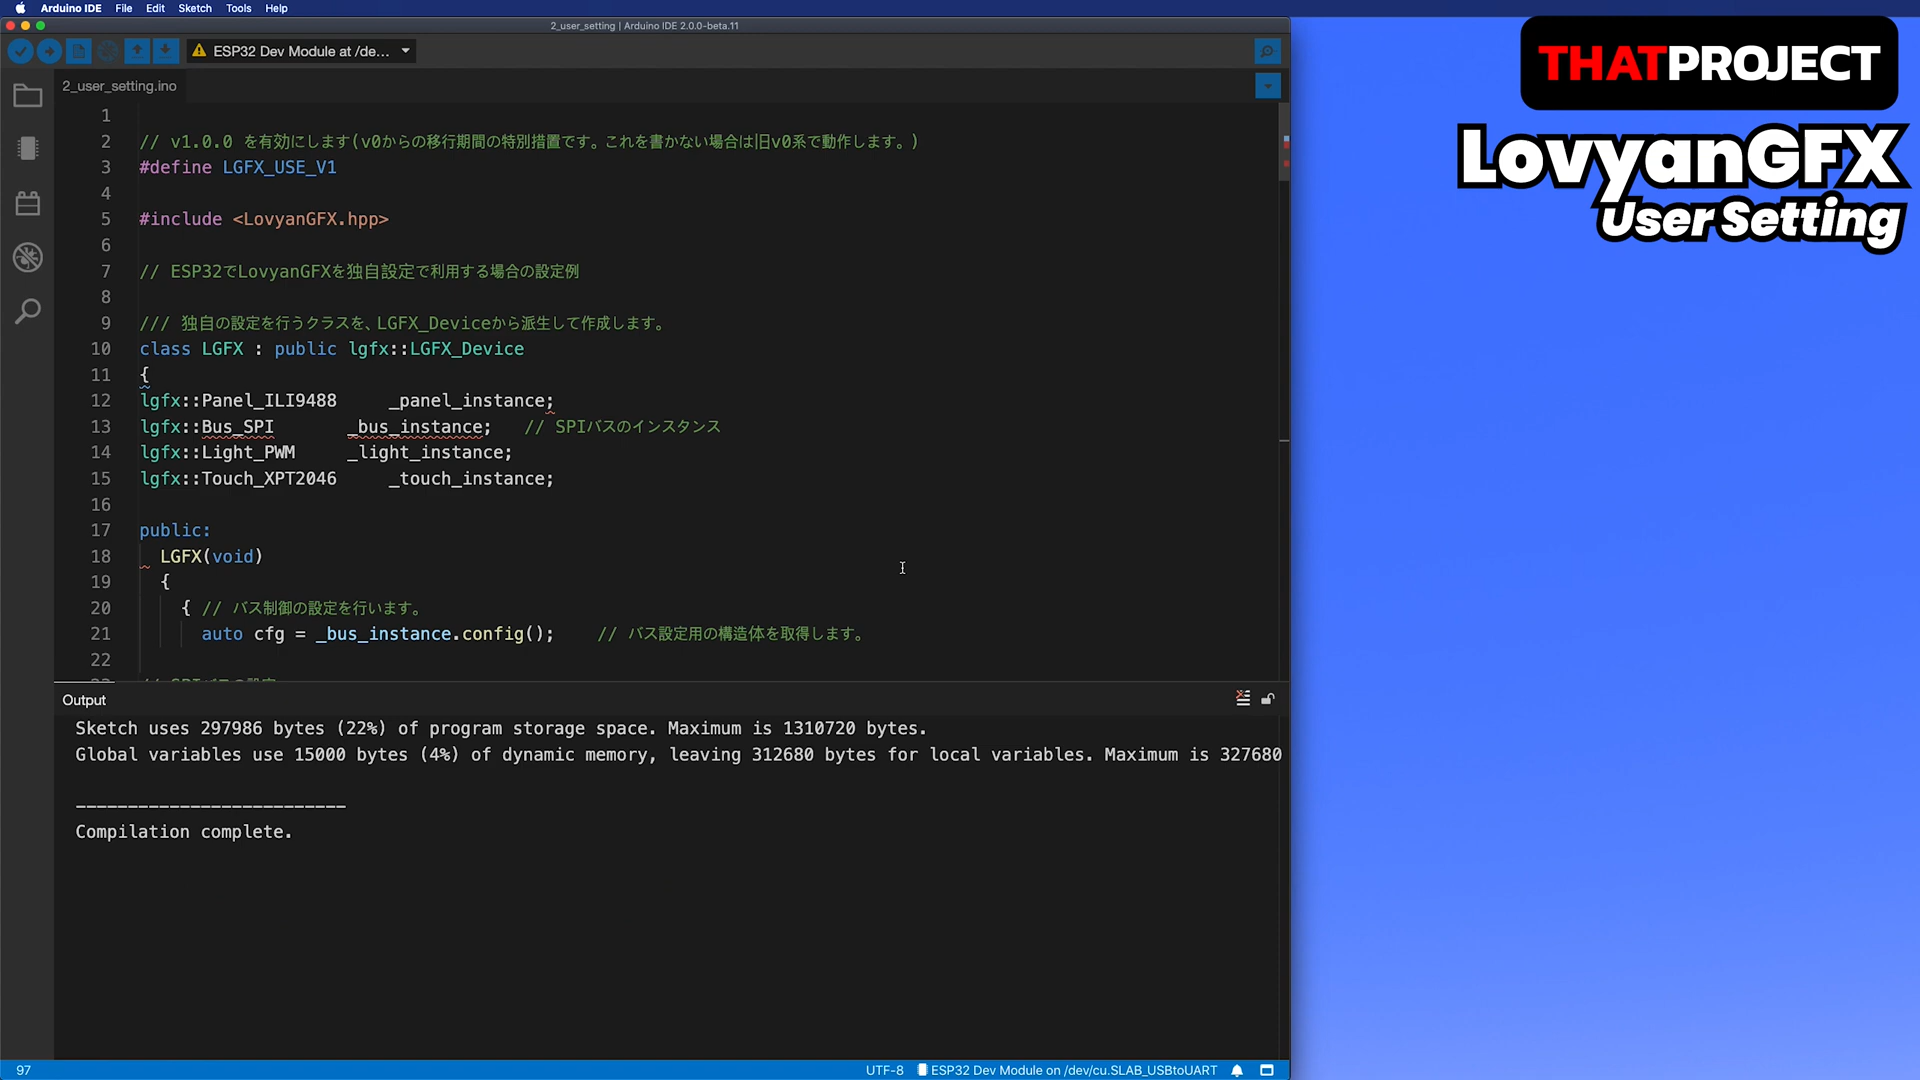 Arduino IDE File Edit Sketch Tools Help
2_user_setting | Arduino IDE 2.0.0-beta.11
ESP32 Dev Module at /de...
2_user_setting.ino
1
2 // v1.0.0 を有効にします(v0からの移行期間の特別措置です。これを書かない場合は旧v0系で動作します。)
3 #define LGFX_USE_V1
4
5 #include <LovyanGFX.hpp>
6
7 // ESP32でLovyanGFXを独自設定で利用する場合の設定例
8
9 /// 独自の設定を行うクラスを、LGFX_Deviceから派生して作成します。
10 class LGFX : public lgfx::LGFX_Device
11 {
12 lgfx::Panel_ILI9488 _panel_instance;
13 lgfx::Bus_SPI _bus_instance; // SPIバスのインスタンス
14 lgfx::Light_PWM _light_instance;
15 lgfx::Touch_XPT2046 _touch_instance;
16
17 public:
18 LGFX(void)
19 {
20 { // バス制御の設定を行います。
21 auto cfg = _bus_instance.config(); // バス設定用の構造体を取得します。
22
Output
Sketch uses 297986 bytes (22%) of program storage space. Maximum is 1310720 bytes.
Global variables use 15000 bytes (4%) of dynamic memory, leaving 312680 bytes for local variables. Maximum is 327680
--------------------------
Compilation complete.
97 UTF-8 ESP32 Dev Module on /dev/cu.SLAB_USBtoUART
THATPROJECT
LovyanGFX
User Setting